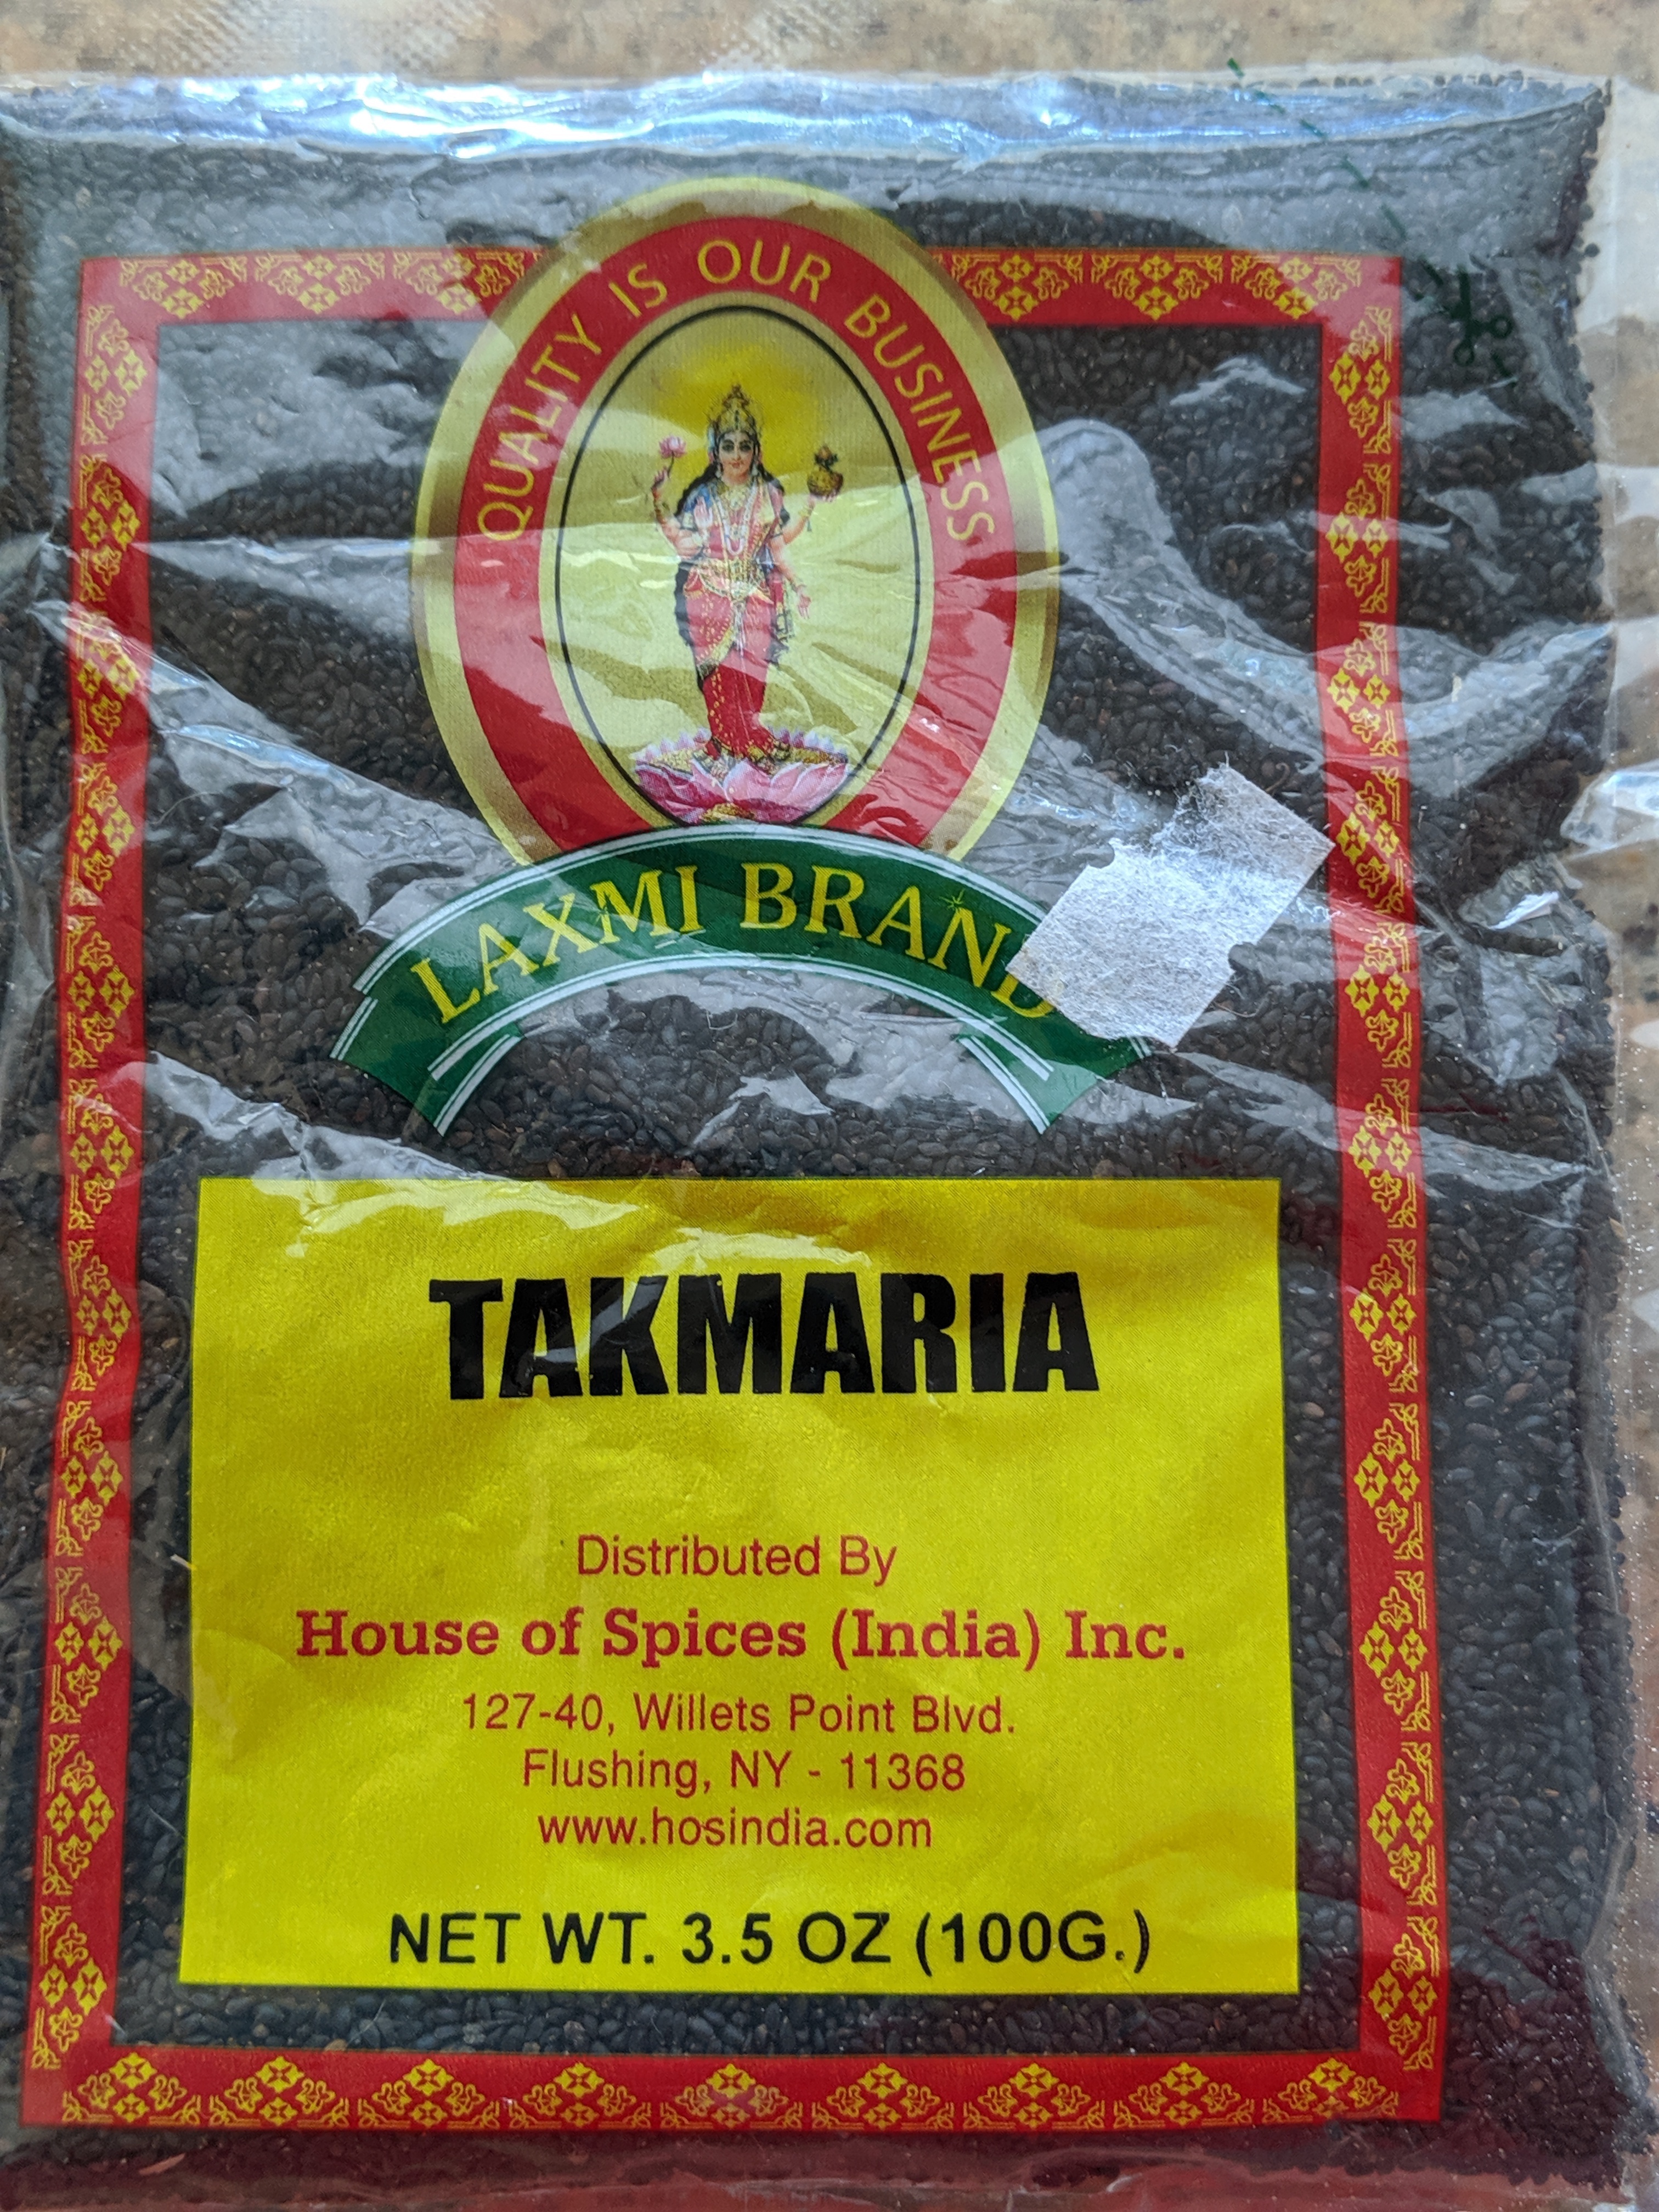 QUALITY IS OUR BUSINESS
LAXMI BRAND
TAKMARIA
Distributed By
House of Spices (India) Inc.
127-40, Willets Point Blvd.
Flushing, NY - 11368
www.hosindia.com
NET WT. 3.5 OZ (100G.)